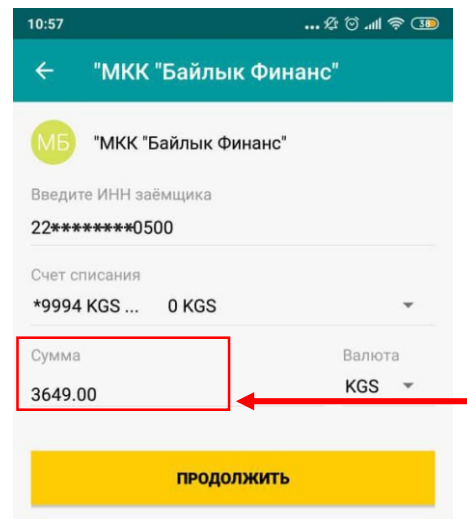 10:57 ... 38
"МКК "Байлык Финанс"
МБ "МКК "Байлык Финанс"
Введите ИНН заёмщика
22********0500
Счет списания
*9994 KGS ... 0 KGS
Сумма Валюта
3649.00 KGS
ПРОДОЛЖИТЬ